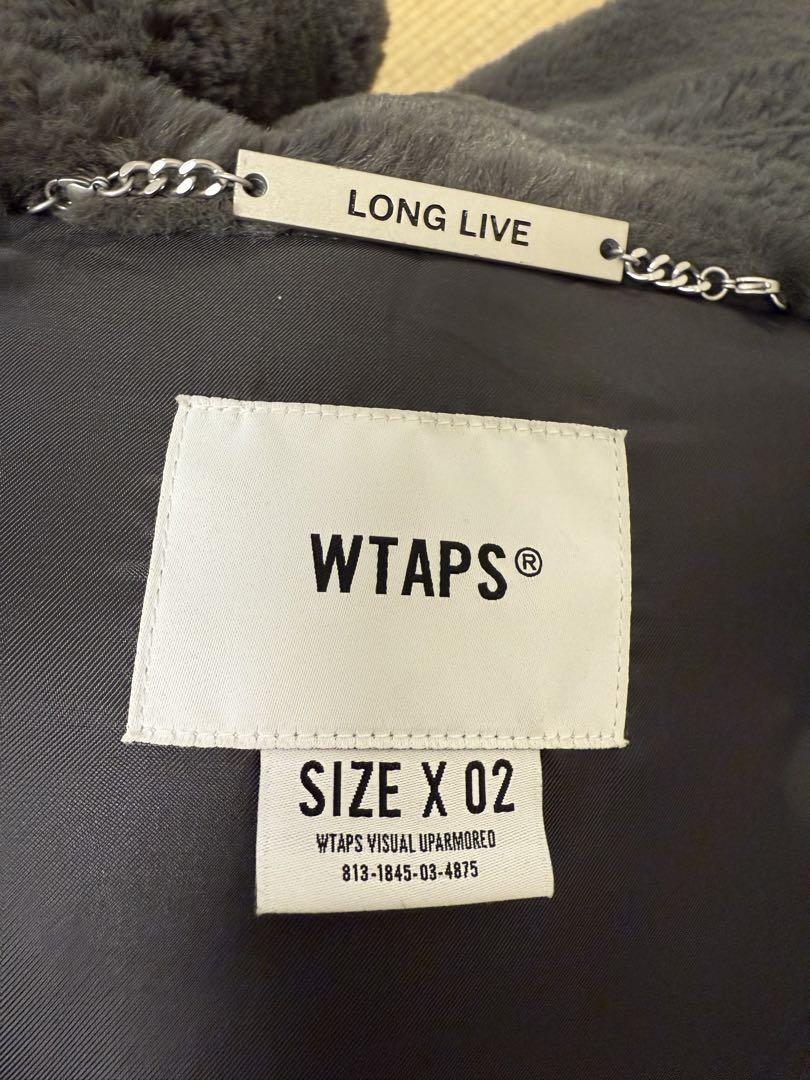 LONG LIVE
WTAPS®
SIZE X 02
WTAPS VISUAL UPARMORED
813-1845-03-4875